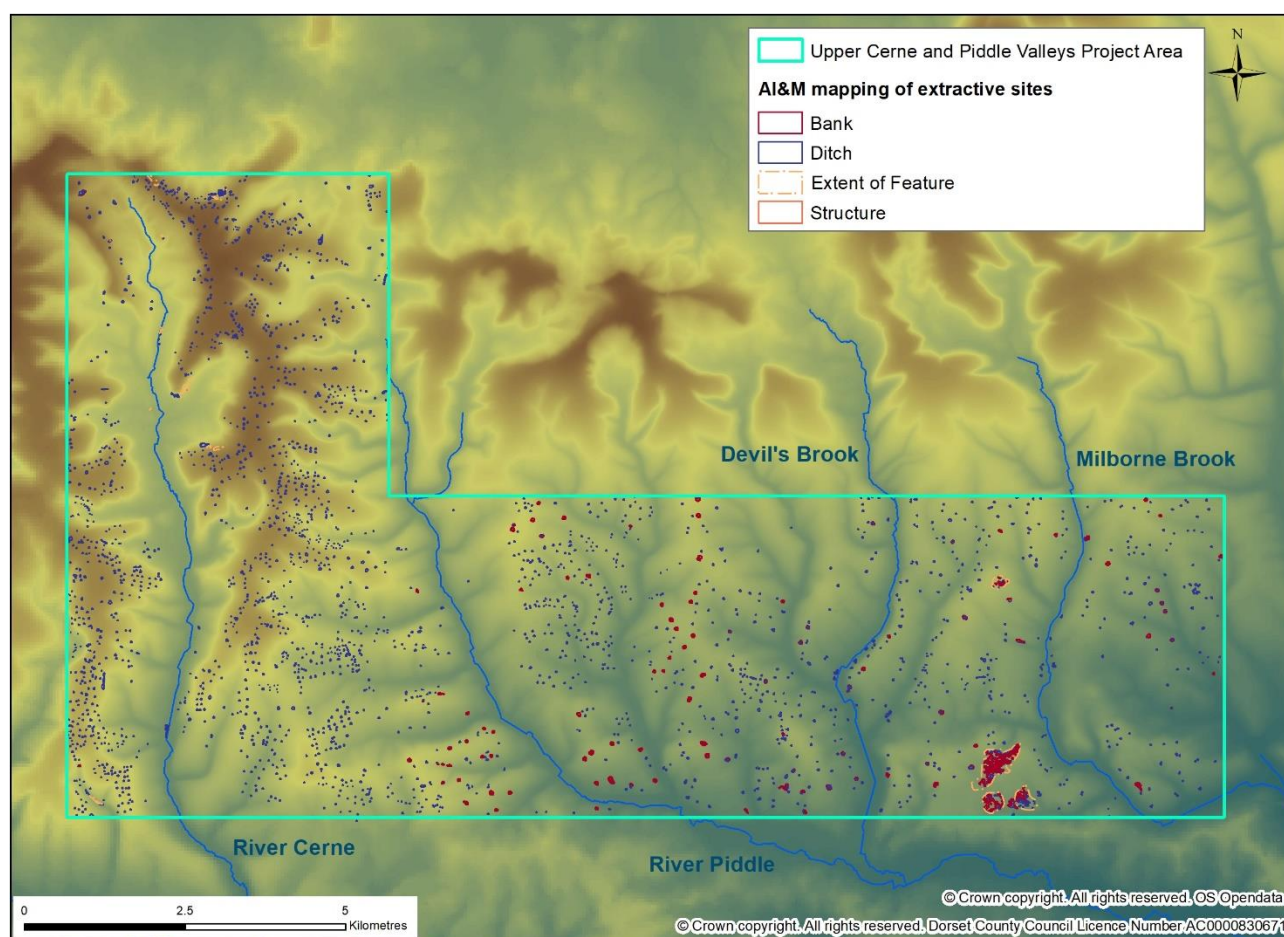 N
Upper Cerne and Piddle Valleys Project Area
AI&M mapping of extractive sites
Bank
Ditch
Extent of Feature
Structure
Devil's Brook
Milborne Brook
River Cerne
River Piddle
0 2.5 5
Kilometres
© Crown copyright. All rights reserved. OS Opendata
© Crown copyright. All rights reserved. Dorset County Council Licence Number AC0000830671